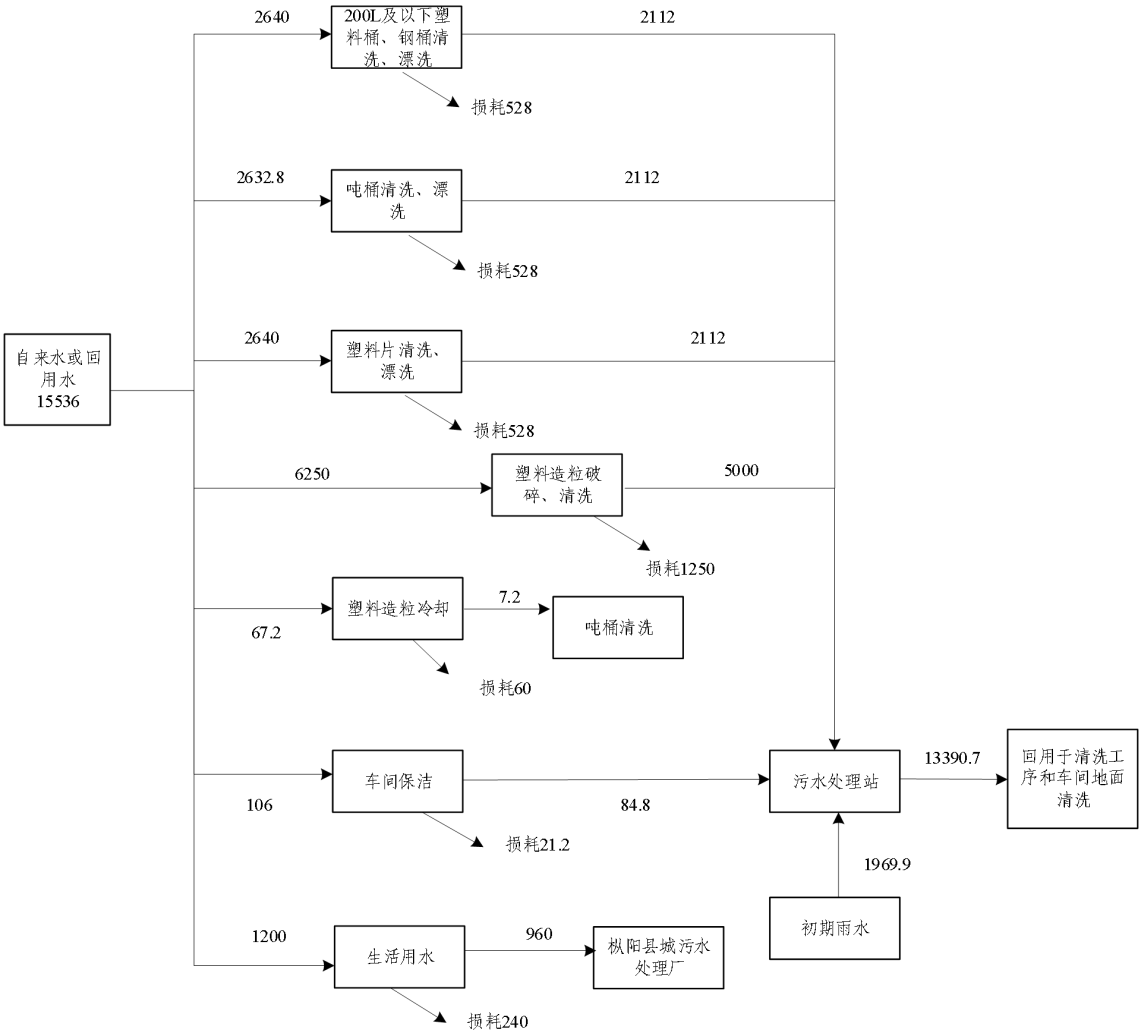 2640
200L及以下塑
料桶、钢桶清
洗、漂洗
2112
损耗528
2632.8
吨桶清洗、漂
洗
2112
损耗528
自来水或回
用水
15536
2640
塑料片清洗、
漂洗
2112
损耗528
6250
塑料造粒破
碎、清洗
5000
损耗1250
67.2
塑料造粒冷却
7.2
吨桶清洗
损耗60
106
车间保洁
84.8
损耗21.2
污水处理站
13390.7
回用于清洗工
序和车间地面
清洗
1969.9
初期雨水
1200
生活用水
960
枞阳县城污水
处理厂
损耗240